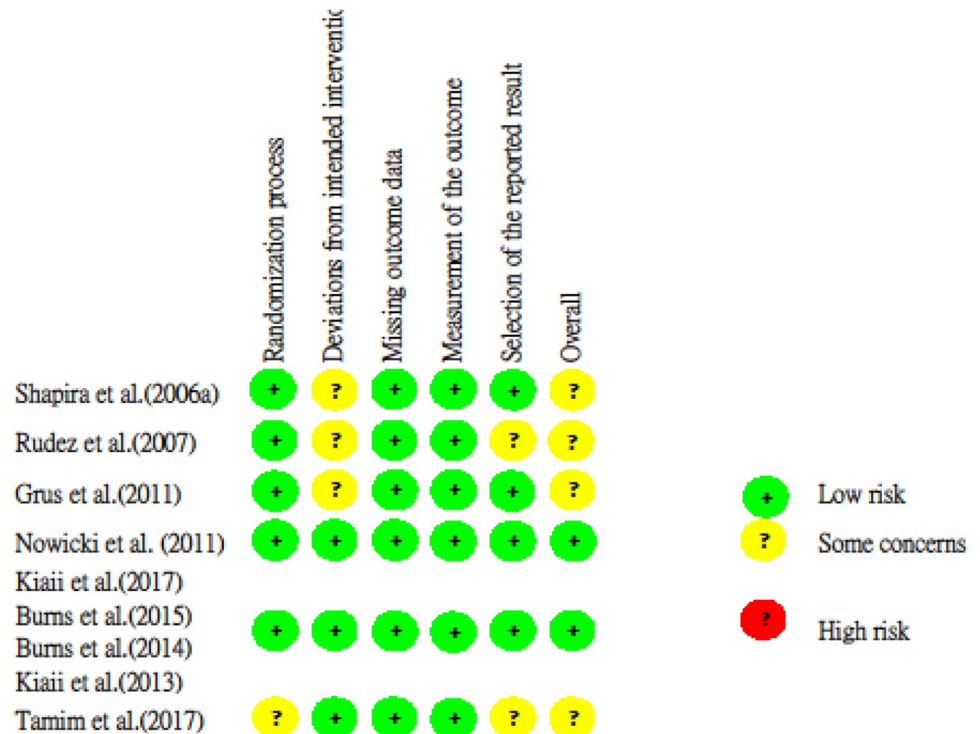 Randomization process
Deviations from intended interventic
Missing outcome data
Measurement of the outcome
Selection of the reported result
Overall
Shapira et al.(2006a) + ? + + + ?
Rudez et al.(2007) + ? + + ? ?
Grus et al.(2011) + ? + + + ?
Nowicki et al. (2011) + + + + + +
Kiaii et al.(2017)
Burns et al.(2015)
+ + + + + +
Burns et al.(2014)
Kiaii et al.(2013)
Tamim et al.(2017) ? + + + ? ?
+ Low risk
? Some concerns
? High risk